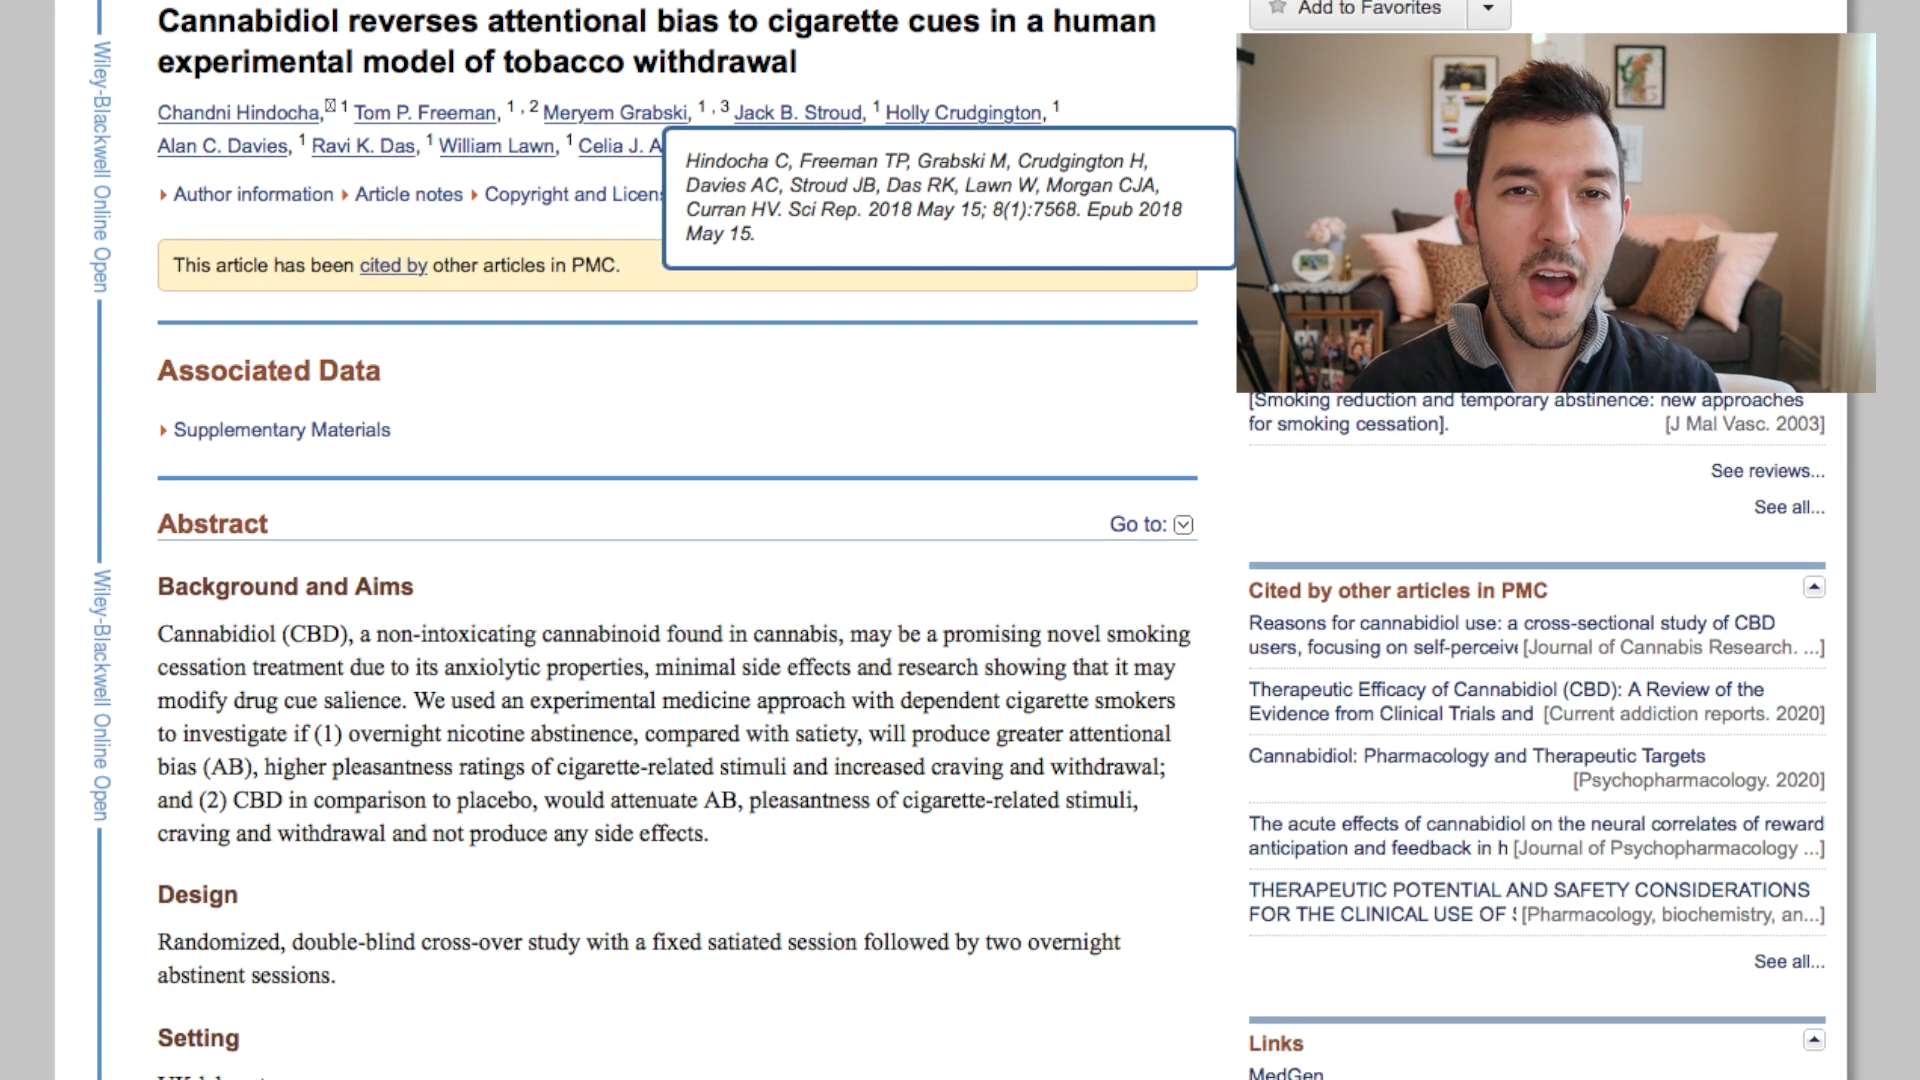 Cannabidiol reverses attentional bias to cigarette cues in a human
experimental model of tobacco withdrawal
Chandni Hindocha, 1 Tom P. Freeman, 1 , 2 Meryem Grabski, 1 , 3 Jack B. Stroud, 1 Holly Crudgington, 1
Alan C. Davies, 1 Ravi K. Das, 1 William Lawn, 1 Celia J. A
Author information Article notes Copyright and Licen
Hindocha C, Freeman TP, Grabski M, Crudgington H,
Davies AC, Stroud JB, Das RK, Lawn W, Morgan CJA,
Curran HV. Sci Rep. 2018 May 15; 8(1):7568. Epub 2018
May 15.
This article has been cited by other articles in PMC.
Associated Data
Supplementary Materials
Abstract
Go to:
Background and Aims
Cannabidiol (CBD), a non-intoxicating cannabinoid found in cannabis, may be a promising novel smoking
cessation treatment due to its anxiolytic properties, minimal side effects and research showing that it may
modify drug cue salience. We used an experimental medicine approach with dependent cigarette smokers
to investigate if (1) overnight nicotine abstinence, compared with satiety, will produce greater attentional
bias (AB), higher pleasantness ratings of cigarette-related stimuli and increased craving and withdrawal;
and (2) CBD in comparison to placebo, would attenuate AB, pleasantness of cigarette-related stimuli,
craving and withdrawal and not produce any side effects.
Design
Randomized, double-blind cross-over study with a fixed satiated session followed by two overnight
abstinent sessions.
Setting
Wiley-Blackwell Online Open
Wiley-Blackwell Online Open
Add to Favorites
[Smoking reduction and temporary abstinence: new approaches
for smoking cessation]. [J Mal Vasc. 2003]
See reviews...
See all...
Cited by other articles in PMC
Reasons for cannabidiol use: a cross-sectional study of CBD
users, focusing on self-perceive [Journal of Cannabis Research. ...]
Therapeutic Efficacy of Cannabidiol (CBD): A Review of the
Evidence from Clinical Trials and [Current addiction reports. 2020]
Cannabidiol: Pharmacology and Therapeutic Targets
[Psychopharmacology. 2020]
The acute effects of cannabidiol on the neural correlates of reward
anticipation and feedback in h [Journal of Psychopharmacology ...]
THERAPEUTIC POTENTIAL AND SAFETY CONSIDERATIONS
FOR THE CLINICAL USE OF [Pharmacology, biochemistry, an...]
See all...
Links
MedGen